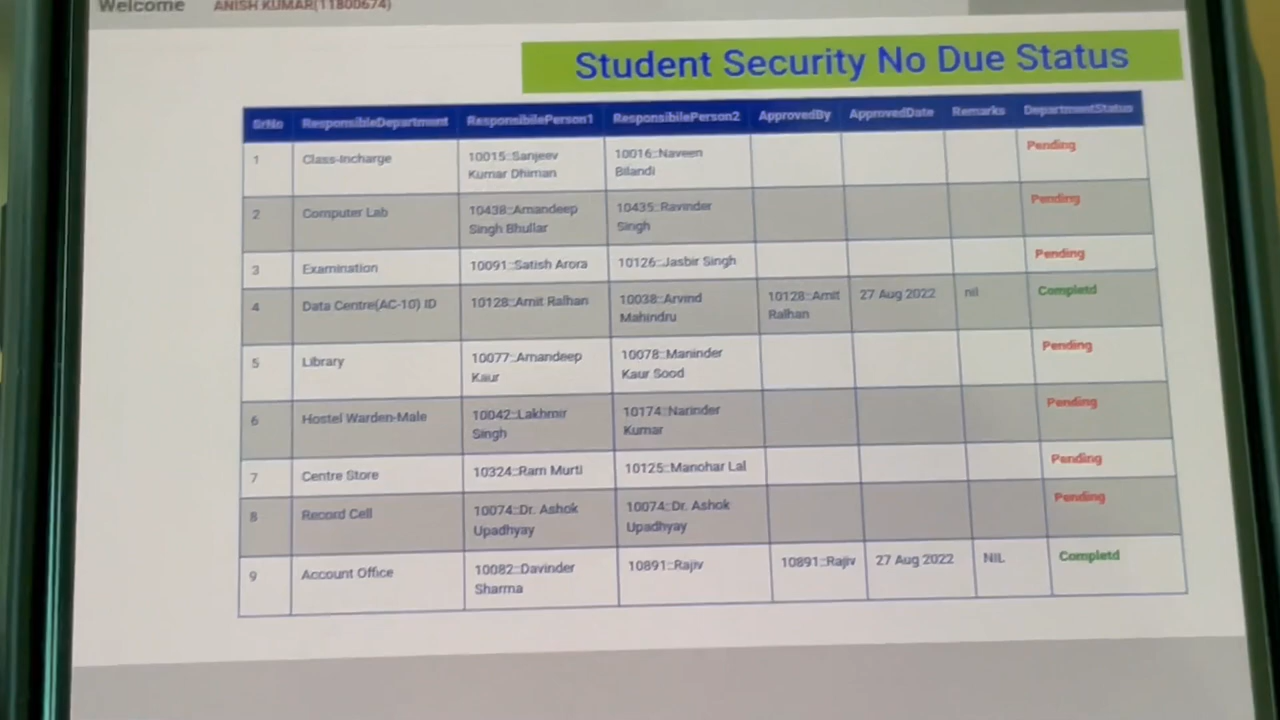 Welcome ANISH KUMAR(11800674)
Student Security No Due Status
SrNo ResponsibleDepartment ResponsibilePerson1 ResponsibilePerson2 ApprovedBy ApprovedDate Remarks DepartmentStatus
1 Class-Incharge 10015::Sanjeev Kumar Dhiman 10016::Naveen Bilandi Pending
2 Computer Lab 10438::Amandeep Singh Bhullar 10435::Ravinder Singh Pending
3 Examination 10091::Satish Arora 10126::Jasbir Singh Pending
4 Data Centre(AC-10) ID 10128::Amit Ralhan 10038::Arvind Mahindru 10128::Amit Ralhan 27 Aug 2022 nil Completd
5 Library 10077::Amandeep Kaur 10078::Maninder Kaur Sood Pending
6 Hostel Warden-Male 10042::Lakhmir Singh 10174::Narinder Kumar Pending
7 Centre Store 10324::Ram Murti 10125::Manohar Lal Pending
8 Record Cell 10074::Dr. Ashok Upadhyay 10074::Dr. Ashok Upadhyay Pending
9 Account Office 10082::Davinder Sharma 10891::Rajiv 10891::Rajiv 27 Aug 2022 NIL Completd